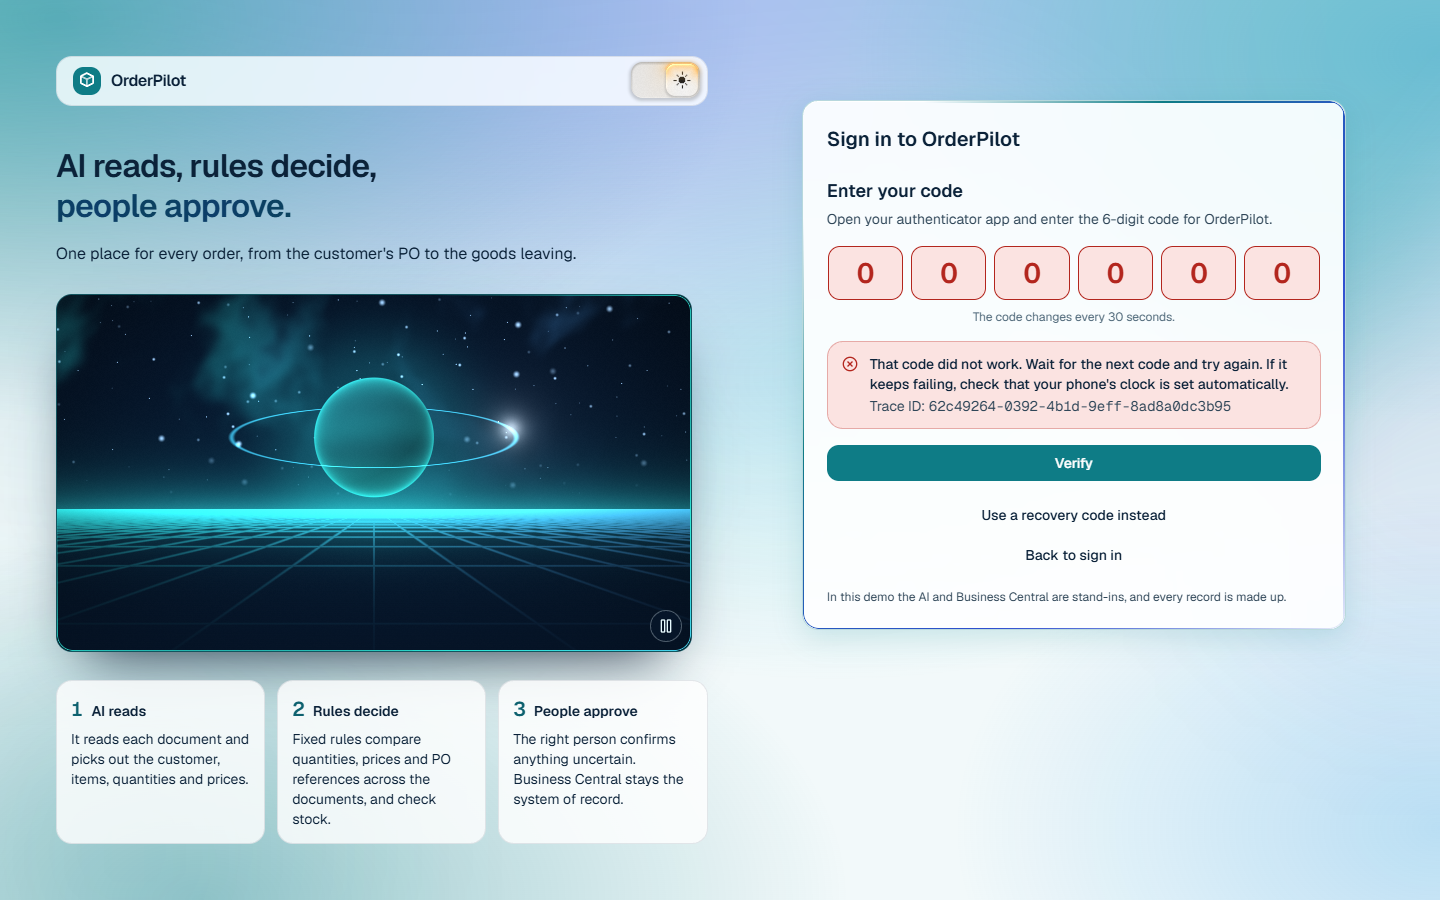 OrderPilot
AI reads, rules decide,
people approve.
One place for every order, from the customer's PO to the goods leaving.
1 AI reads
It reads each document and
picks out the customer,
items, quantities and prices.
2 Rules decide
Fixed rules compare
quantities, prices and PO
references across the
documents, and check
stock.
3 People approve
The right person confirms
anything uncertain.
Business Central stays the
system of record.
Sign in to OrderPilot
Enter your code
Open your authenticator app and enter the 6-digit code for OrderPilot.
0 0 0 0 0 0
The code changes every 30 seconds.
That code did not work. Wait for the next code and try again. If it
keeps failing, check that your phone's clock is set automatically.
Trace ID: 62c49264-0392-4b1d-9eff-8ad8a0dc3b95
Verify
Use a recovery code instead
Back to sign in
In this demo the AI and Business Central are stand-ins, and every record is made up.